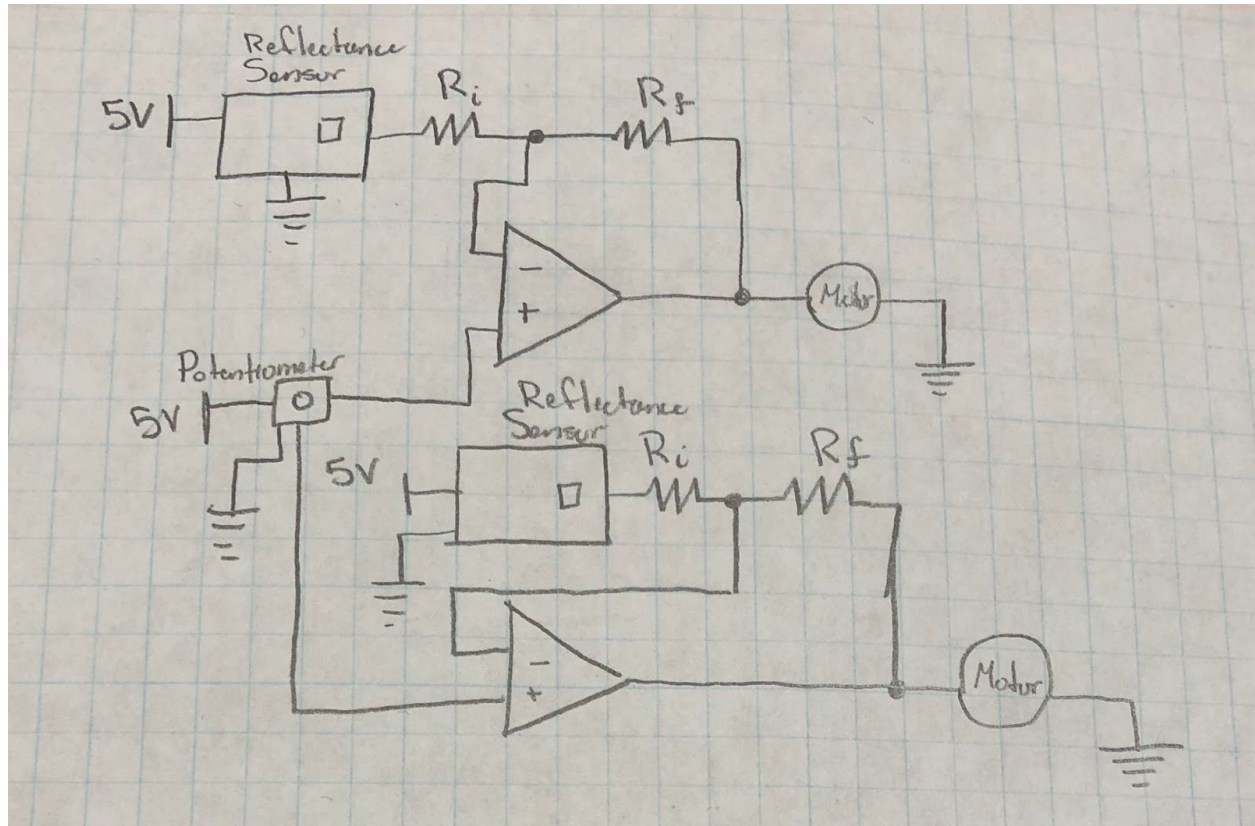 Reflectance
Sensor
5V
Ri
Rf
-
+
Motor
Potentiometer
5V
Reflectance
Sensor
5V
Ri
Rf
-
+
Motor